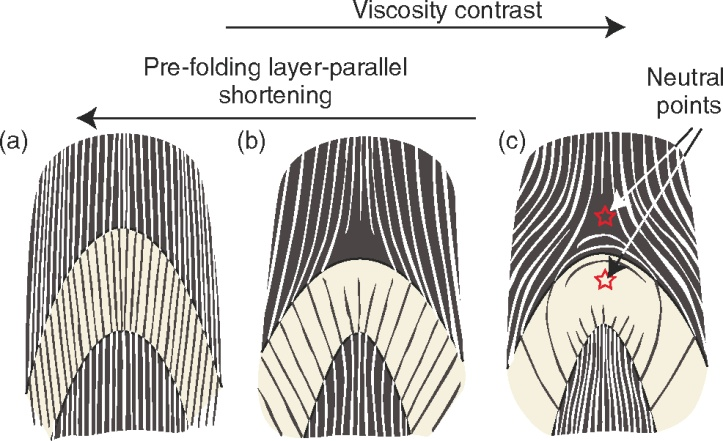 Viscosity contrast
Pre-folding layer-parallel
shortening
Neutral
points
(a)
(b)
(c)